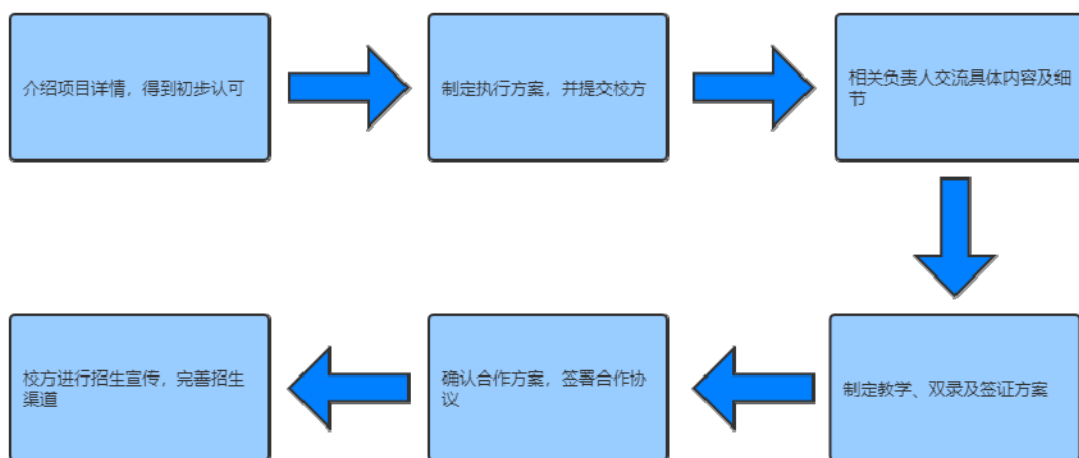 介绍项目详情，得到初步认可
制定执行方案，并提交校方
相关负责人交流具体内容及细
节
制定教学、双录及签证方案
确认合作方案，签署合作协
议
校方进行招生宣传，完善招生
渠道